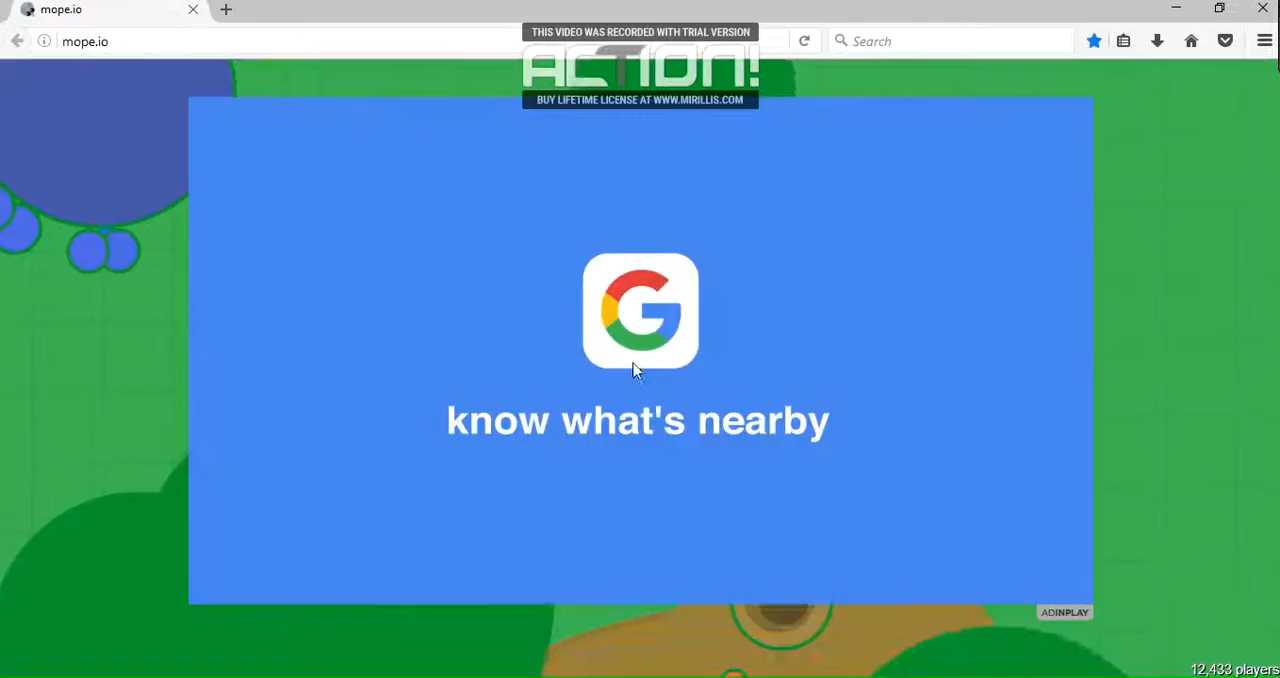 mope.io
mope.io
Search
THIS VIDEO WAS RECORDED WITH TRIAL VERSION
ACTION!
BUY LIFETIME LICENSE AT WWW.MIRILLIS.COM
G
know what's nearby
ADINPLAY
12,433 players